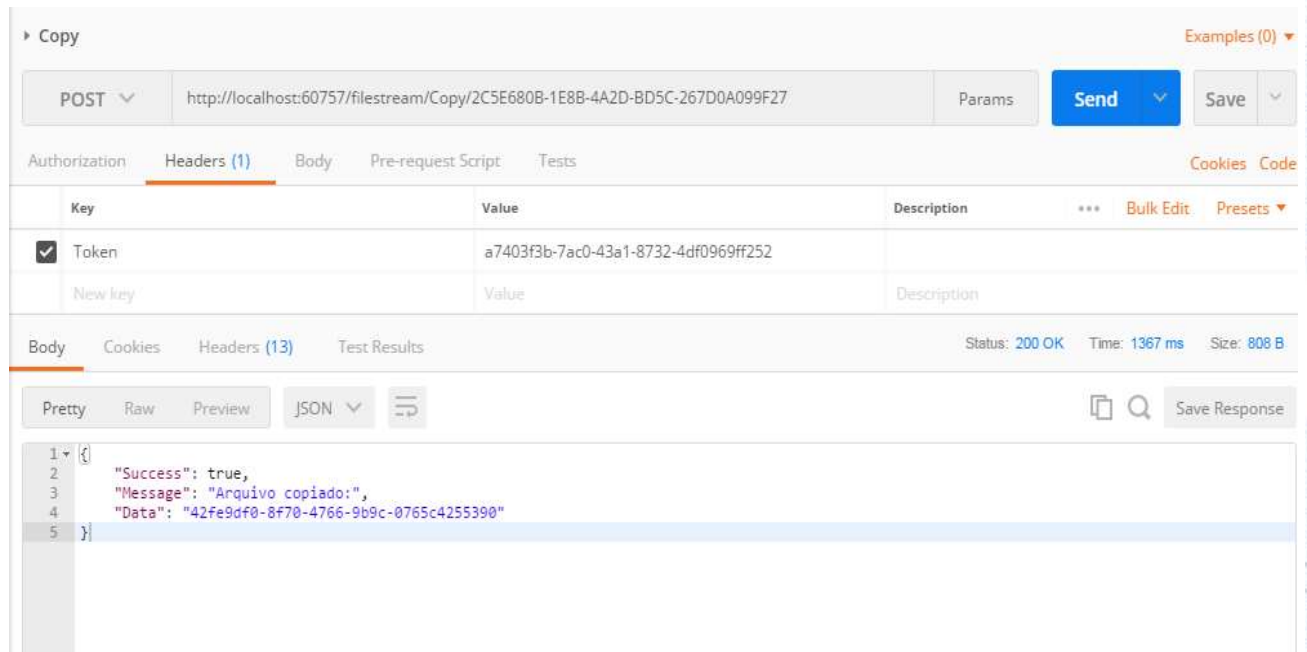 Copy Examples (0)
POST http://localhost:60757/filestream/Copy/2C5E680B-1E8B-4A2D-BD5C-267D0A099F27 Params Send Save
Authorization Headers (1) Body Pre-request Script Tests Cookies Code
Key Value Description ••• Bulk Edit Presets
Token a7403f3b-7ac0-43a1-8732-4df0969ff252
New key Value Description
Body Cookies Headers (13) Test Results Status: 200 OK Time: 1367 ms Size: 808 B
Pretty Raw Preview JSON Save Response
1 {
2 "Success": true,
3 "Message": "Arquivo copiado:",
4 "Data": "42fe9df0-8f70-4766-9b9c-0765c4255390"
5 }